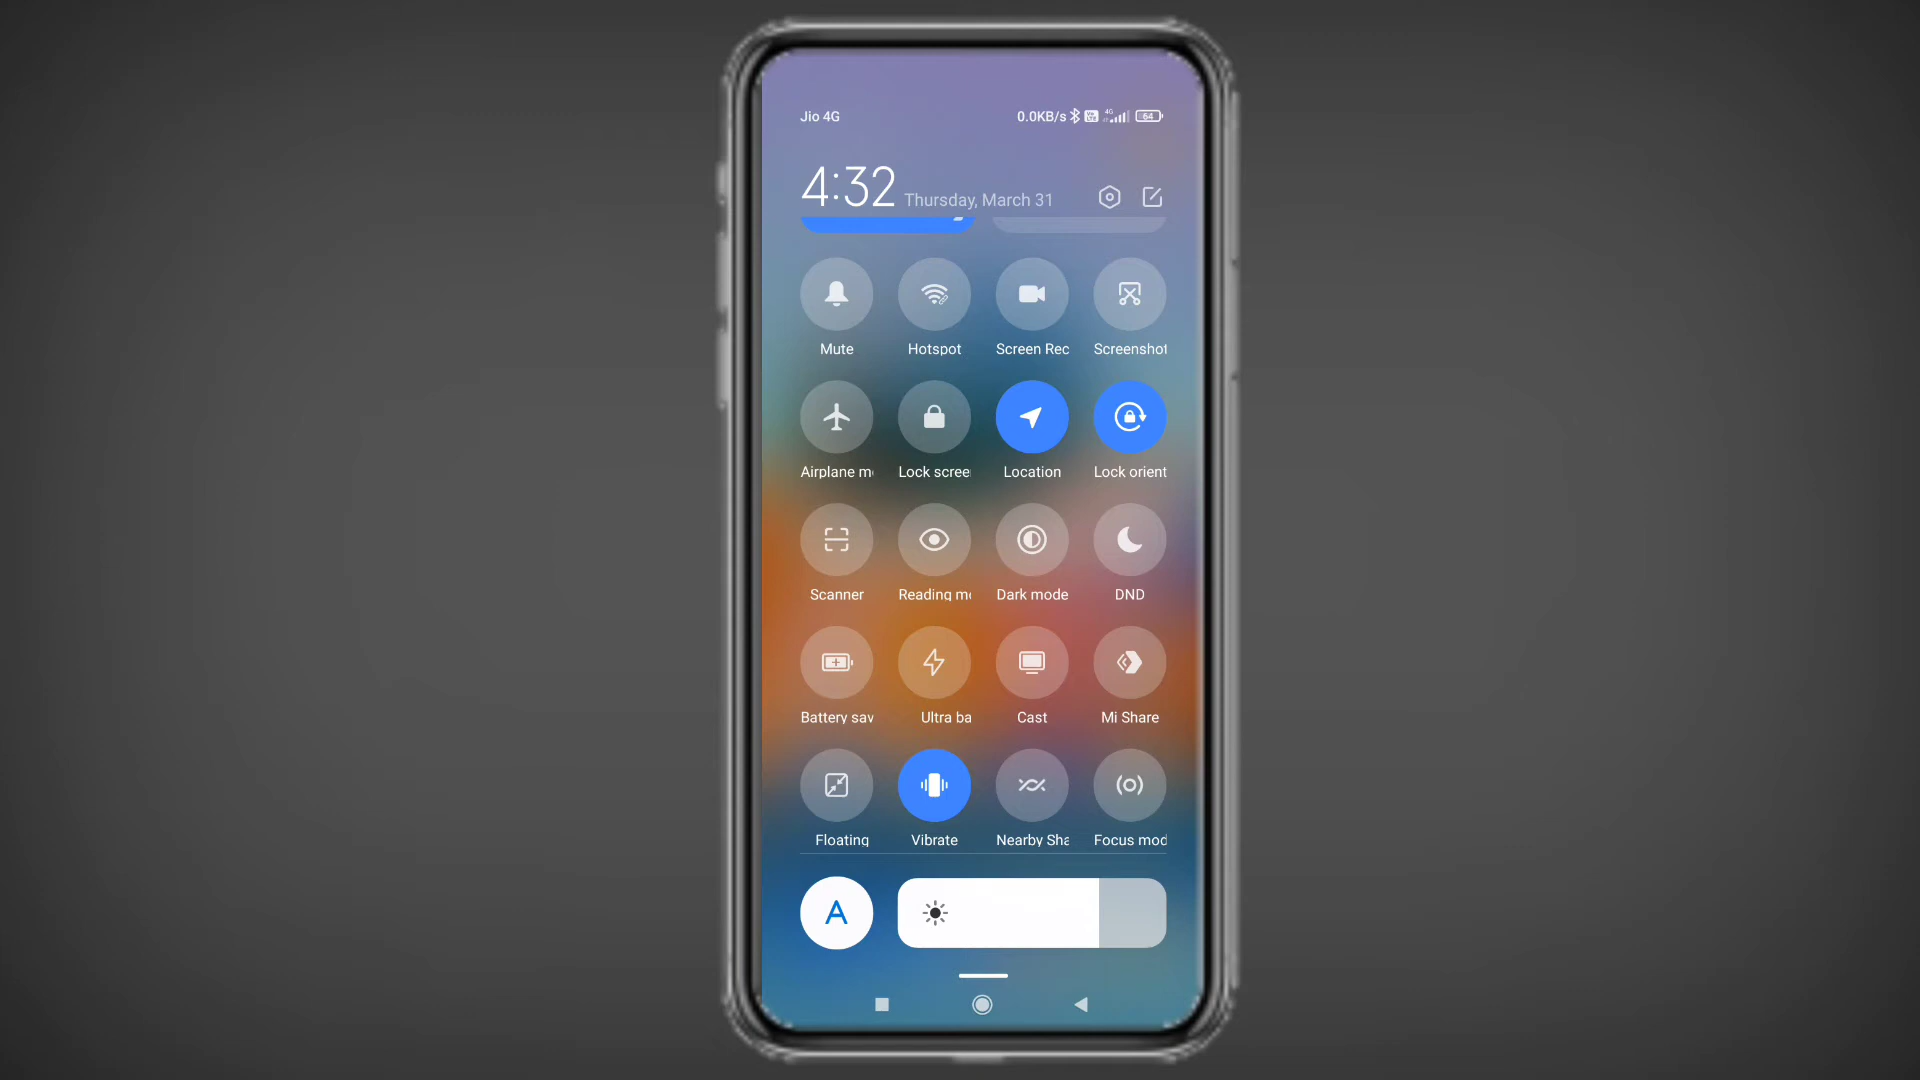 Jio 4G 0.0KB/s 4G 64
4:32 Thursday, March 31
Mute Hotspot Screen Rec Screenshot
Airplane m Lock scree Location Lock orient
Scanner Reading m Dark mode DND
Battery sav Ultra ba Cast Mi Share
Floating Vibrate Nearby Sha Focus mod
A